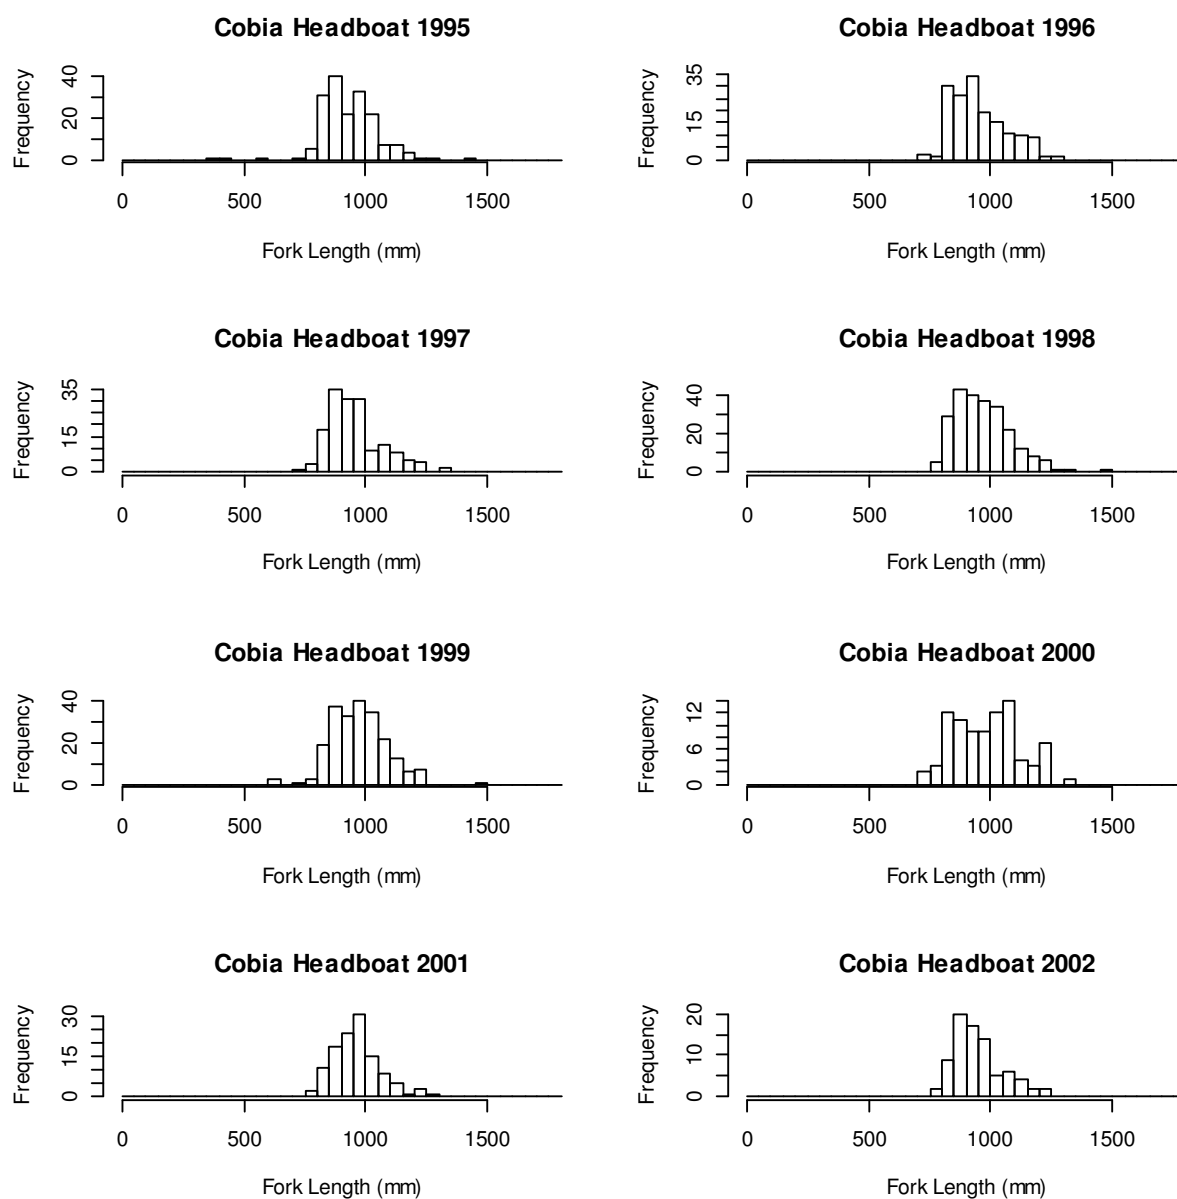 Cobia Headboat 1995
Frequency
0 20 40
0 500 1000 1500
Fork Length (mm)
Cobia Headboat 1996
Frequency
0 15 35
0 500 1000 1500
Fork Length (mm)
Cobia Headboat 1997
Frequency
0 15 35
0 500 1000 1500
Fork Length (mm)
Cobia Headboat 1998
Frequency
0 20 40
0 500 1000 1500
Fork Length (mm)
Cobia Headboat 1999
Frequency
0 20 40
0 500 1000 1500
Fork Length (mm)
Cobia Headboat 2000
Frequency
0 6 12
0 500 1000 1500
Fork Length (mm)
Cobia Headboat 2001
Frequency
0 15 30
0 500 1000 1500
Fork Length (mm)
Cobia Headboat 2002
Frequency
0 10 20
0 500 1000 1500
Fork Length (mm)